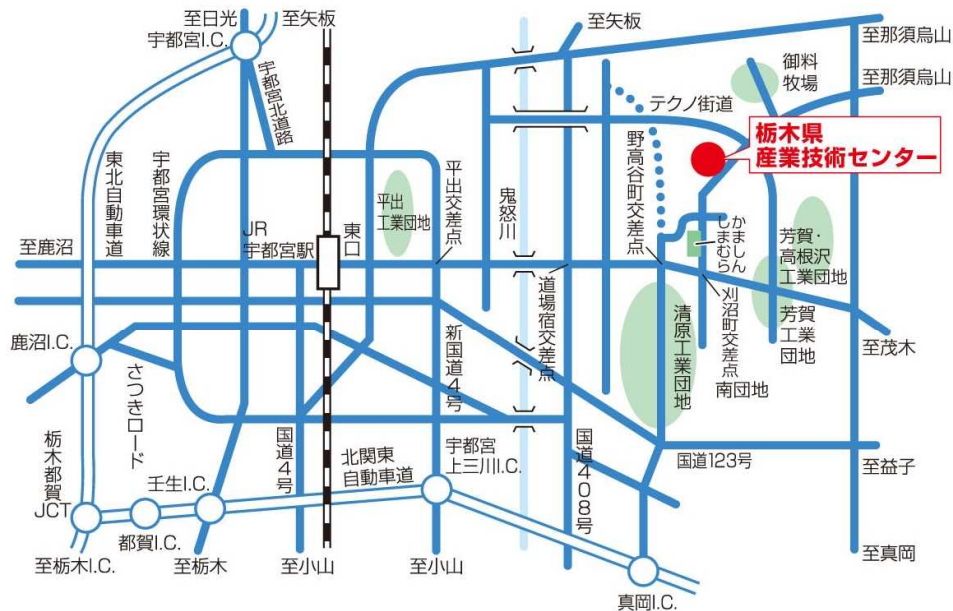 至日光
至矢板
宇都宮I.C.
宇都宮北道路
至矢板
至那須烏山
御料
牧場
至那須烏山
テクノ街道
栃木県
産業技術センター
東北自動車道
宇都宮環状線
平出
工業団地
平出交差点
鬼怒川
野高谷町交差点
JR
宇都宮駅
東口
至鹿沼
かましん
しまむら
芳賀・
高根沢
工業団地
道場宿交差点
刈沼町交差点
清原工業団地
芳賀
工業
団地
新国道4号
鹿沼I.C.
さつきロード
至茂木
南団地
栃木都賀
JCT
国道4号
北関東
自動車道
宇都宮
上三川I.C.
国道408号
国道123号
至益子
壬生I.C.
都賀I.C.
至栃木I.C.
至栃木
至小山
至小山
至真岡
真岡I.C.